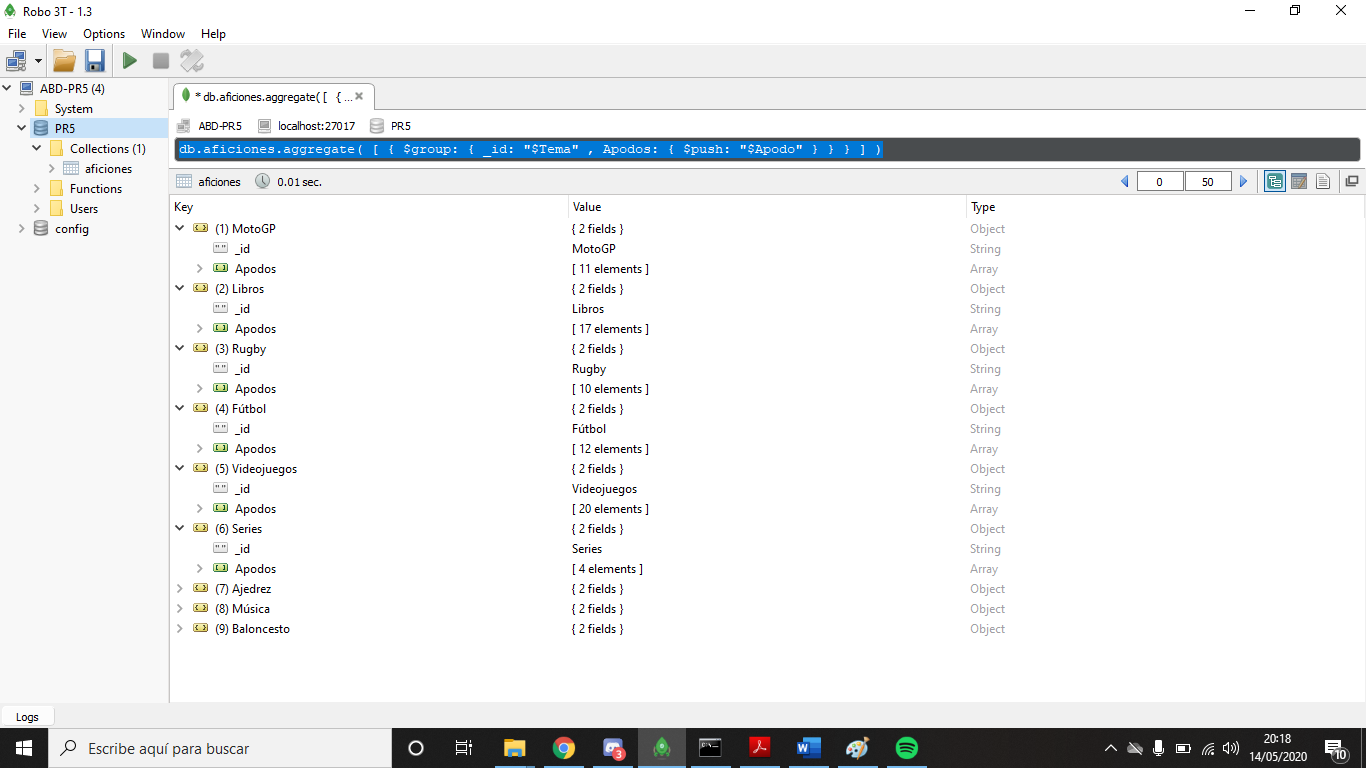 Robo 3T - 1.3
File View Options Window Help
ABD-PR5 (4)
System
PR5
Collections (1)
aficiones
Functions
Users
config
* db.aficiones.aggregate( [ { ...
ABD-PR5 localhost:27017 PR5
db.aficiones.aggregate( [ { $group: { _id: "$Tema" , Apodos: { $push: "$Apodo" } } } ] )
aficiones 0.01 sec. 0 50
Key Value Type
(1) MotoGP { 2 fields } Object
_id MotoGP String
Apodos [ 11 elements ] Array
(2) Libros { 2 fields } Object
_id Libros String
Apodos [ 17 elements ] Array
(3) Rugby { 2 fields } Object
_id Rugby String
Apodos [ 10 elements ] Array
(4) Fútbol { 2 fields } Object
_id Fútbol String
Apodos [ 12 elements ] Array
(5) Videojuegos { 2 fields } Object
_id Videojuegos String
Apodos [ 20 elements ] Array
(6) Series { 2 fields } Object
_id Series String
Apodos [ 4 elements ] Array
(7) Ajedrez { 2 fields } Object
(8) Música { 2 fields } Object
(9) Baloncesto { 2 fields } Object
Logs
Escribe aquí para buscar
3
20:18
14/05/2020
10